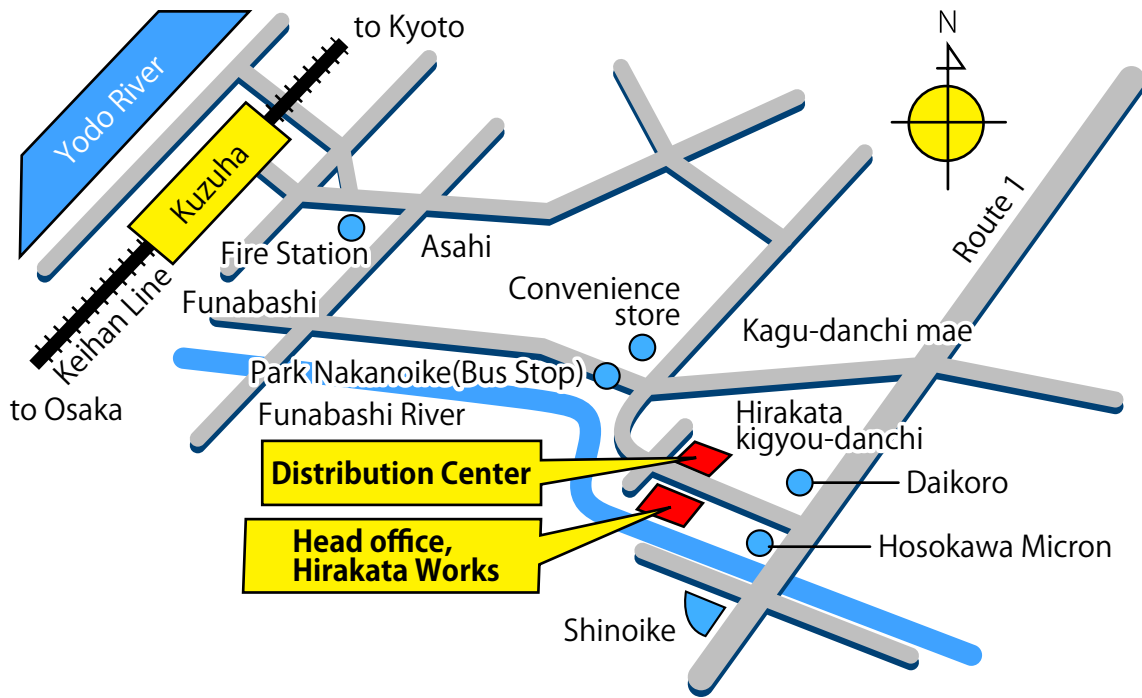 to Kyoto
N
Yodo River
Kuzuha
Route 1
Fire Station
Asahi
Keihan Line
Funabashi
Convenience
store
Kagu-danchi mae
Park Nakanoike(Bus Stop)
to Osaka
Funabashi River
Hirakata
kigyou-danchi
Distribution Center
Daikoro
Head office,
Hirakata Works
Hosokawa Micron
Shinoike